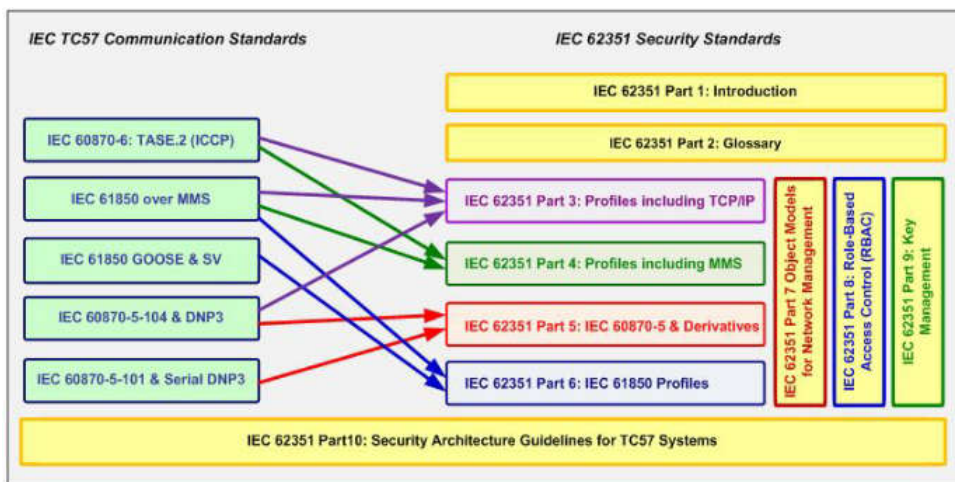 IEC TC57 Communication Standards
IEC 62351 Security Standards
IEC 62351 Part 1: Introduction
IEC 62351 Part 2: Glossary
IEC 60870-6: TASE.2 (ICCP)
IEC 61850 over MMS
IEC 61850 GOOSE & SV
IEC 60870-5-104 & DNP3
IEC 60870-5-101 & Serial DNP3
IEC 62351 Part 3: Profiles including TCP/IP
IEC 62351 Part 4: Profiles including MMS
IEC 62351 Part 5: IEC 60870-5 & Derivatives
IEC 62351 Part 6: IEC 61850 Profiles
IEC 62351 Part 7 Object Models
for Network Management
IEC 62351 Part 8: Role-Based
Access Control (RBAC)
IEC 62351 Part 9: Key
Management
IEC 62351 Part10: Security Architecture Guidelines for TC57 Systems